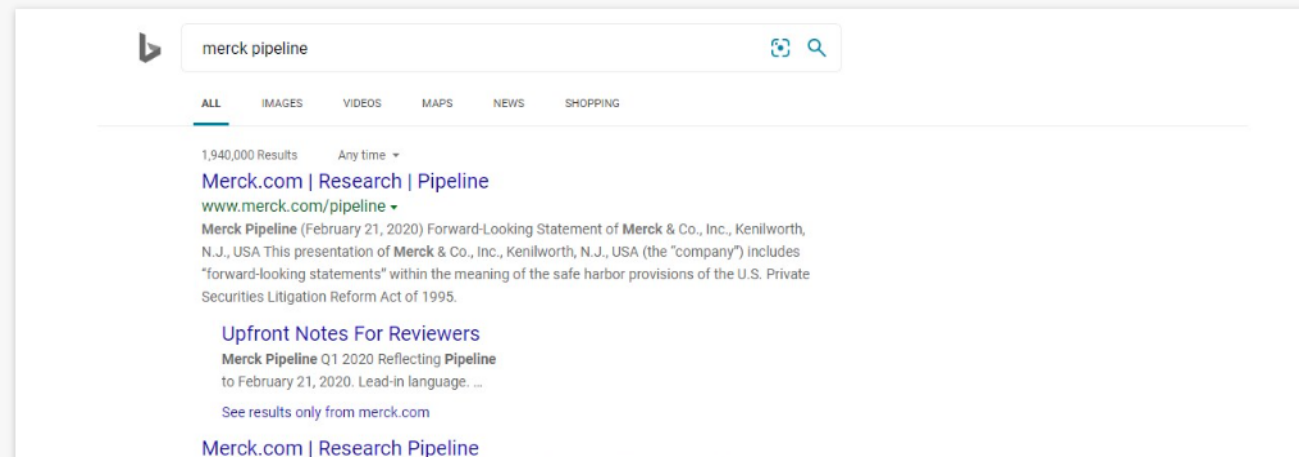 merck pipeline
ALL IMAGES VIDEOS MAPS NEWS SHOPPING
1,940,000 Results Any time
Merck.com | Research | Pipeline
www.merck.com/pipeline
Merck Pipeline (February 21, 2020) Forward-Looking Statement of Merck & Co., Inc., Kenilworth,
N.J., USA This presentation of Merck & Co., Inc., Kenilworth, N.J., USA (the “company”) includes
“forward-looking statements” within the meaning of the safe harbor provisions of the U.S. Private
Securities Litigation Reform Act of 1995.
Upfront Notes For Reviewers
Merck Pipeline Q1 2020 Reflecting Pipeline
to February 21, 2020. Lead-in language. ...
See results only from merck.com
Merck.com | Research Pipeline